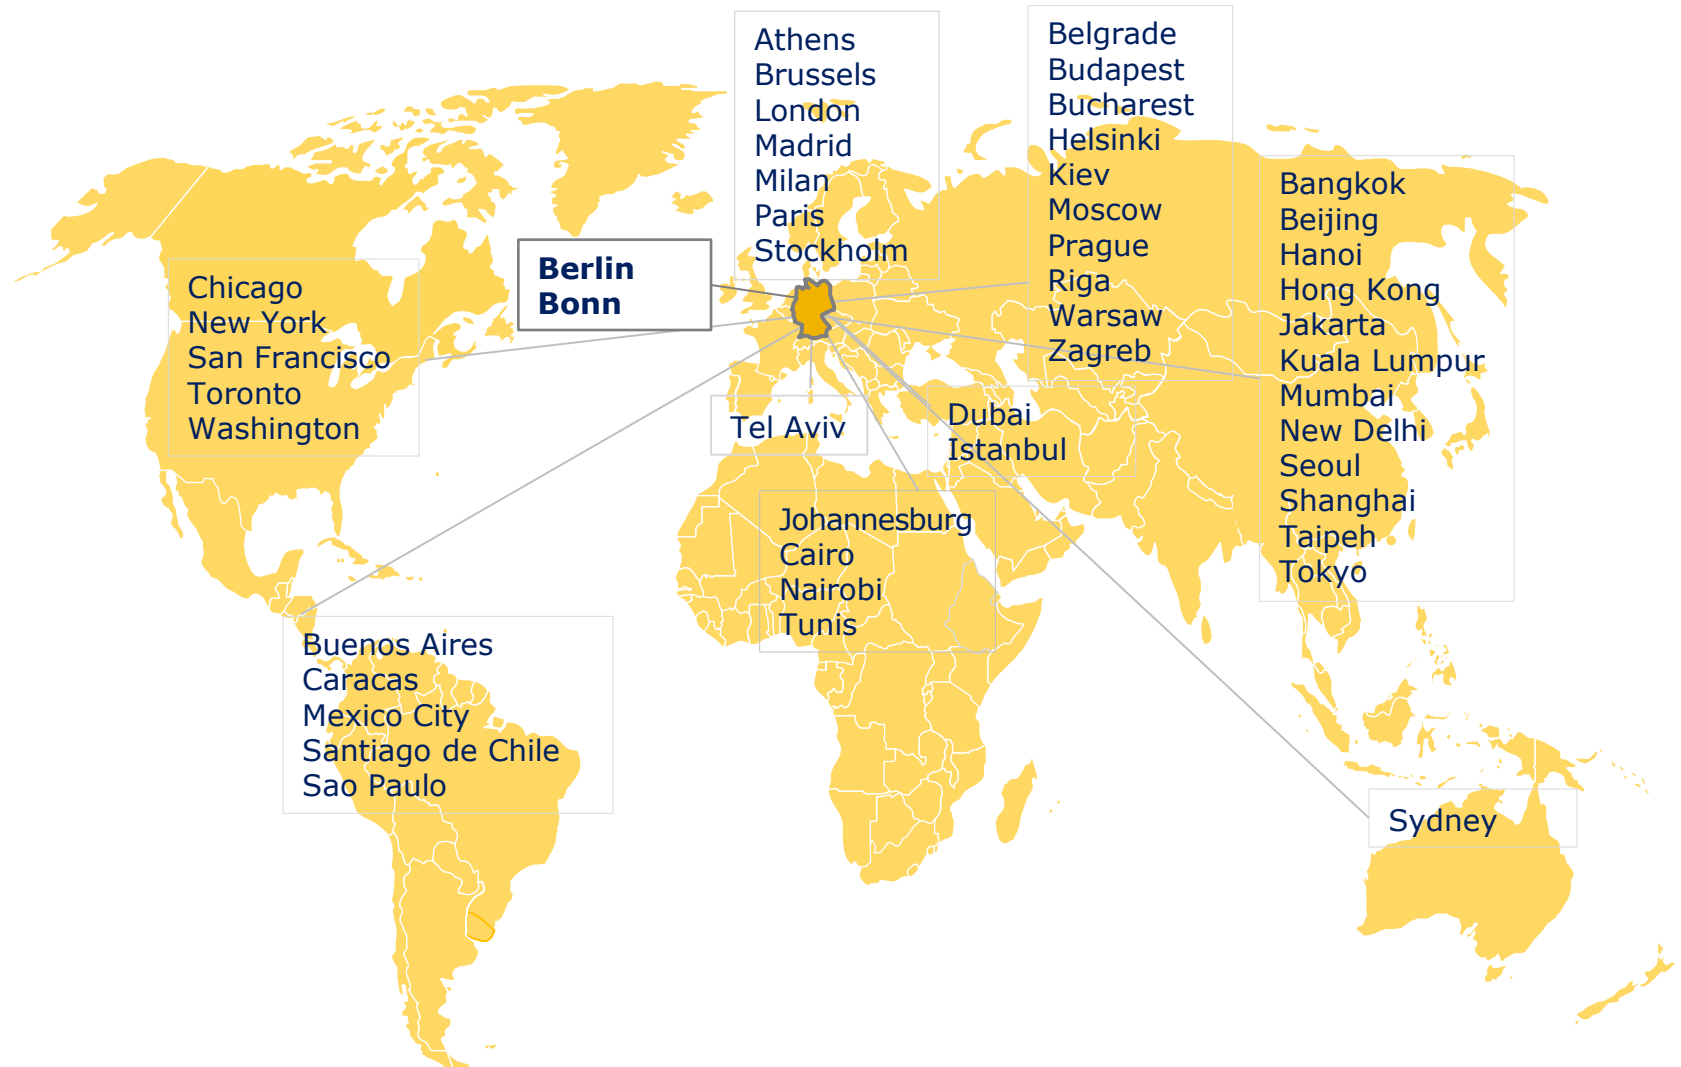 Athens
Brussels
London
Madrid
Milan
Paris
Stockholm
Belgrade
Budapest
Bucharest
Helsinki
Kiev
Moscow
Prague
Riga
Warsaw
Zagreb
Bangkok
Beijing
Hanoi
Hong Kong
Jakarta
Kuala Lumpur
Mumbai
New Delhi
Seoul
Shanghai
Taipeh
Tokyo
Berlin
Bonn
Chicago
New York
San Francisco
Toronto
Washington
Tel Aviv
Dubai
Istanbul
Johannesburg
Cairo
Nairobi
Tunis
Buenos Aires
Caracas
Mexico City
Santiago de Chile
Sao Paulo
Sydney